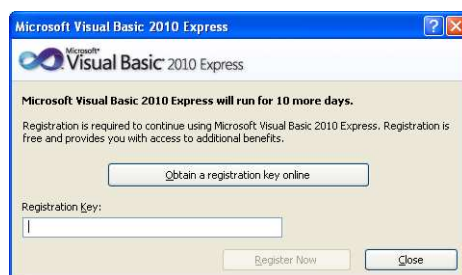 Microsoft Visual Basic 2010 Express
Microsoft®
Visual Basic® 2010 Express
Microsoft Visual Basic 2010 Express will run for 10 more days.
Registration is required to continue using Microsoft Visual Basic 2010 Express. Registration is
free and provides you with access to additional benefits.
Obtain a registration key online
Registration Key:
Register Now
Close